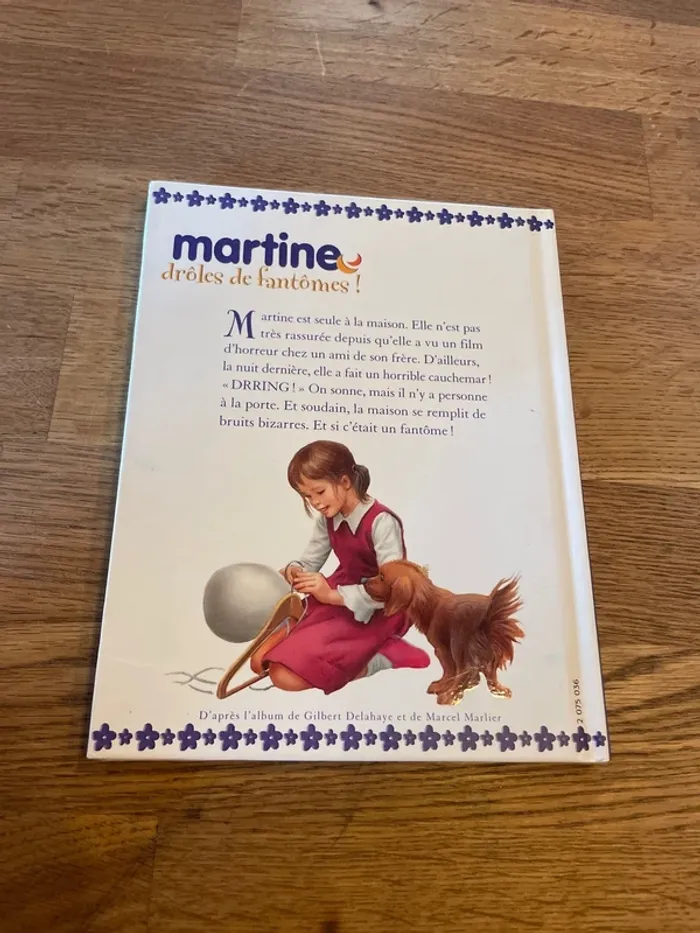 martine
drôles de fantômes !
Martine est seule à la maison. Elle n'est pas
très rassurée depuis qu'elle a vu un film
d'horreur chez un ami de son frère. D'ailleurs,
la nuit dernière, elle a fait un horrible cauchemar !
« DRRING ! » On sonne, mais il n'y a personne
à la porte. Et soudain, la maison se remplit de
bruits bizarres. Et si c'était un fantôme !
D'après l'album de Gilbert Delahaye et de Marcel Marlier
2 075 036